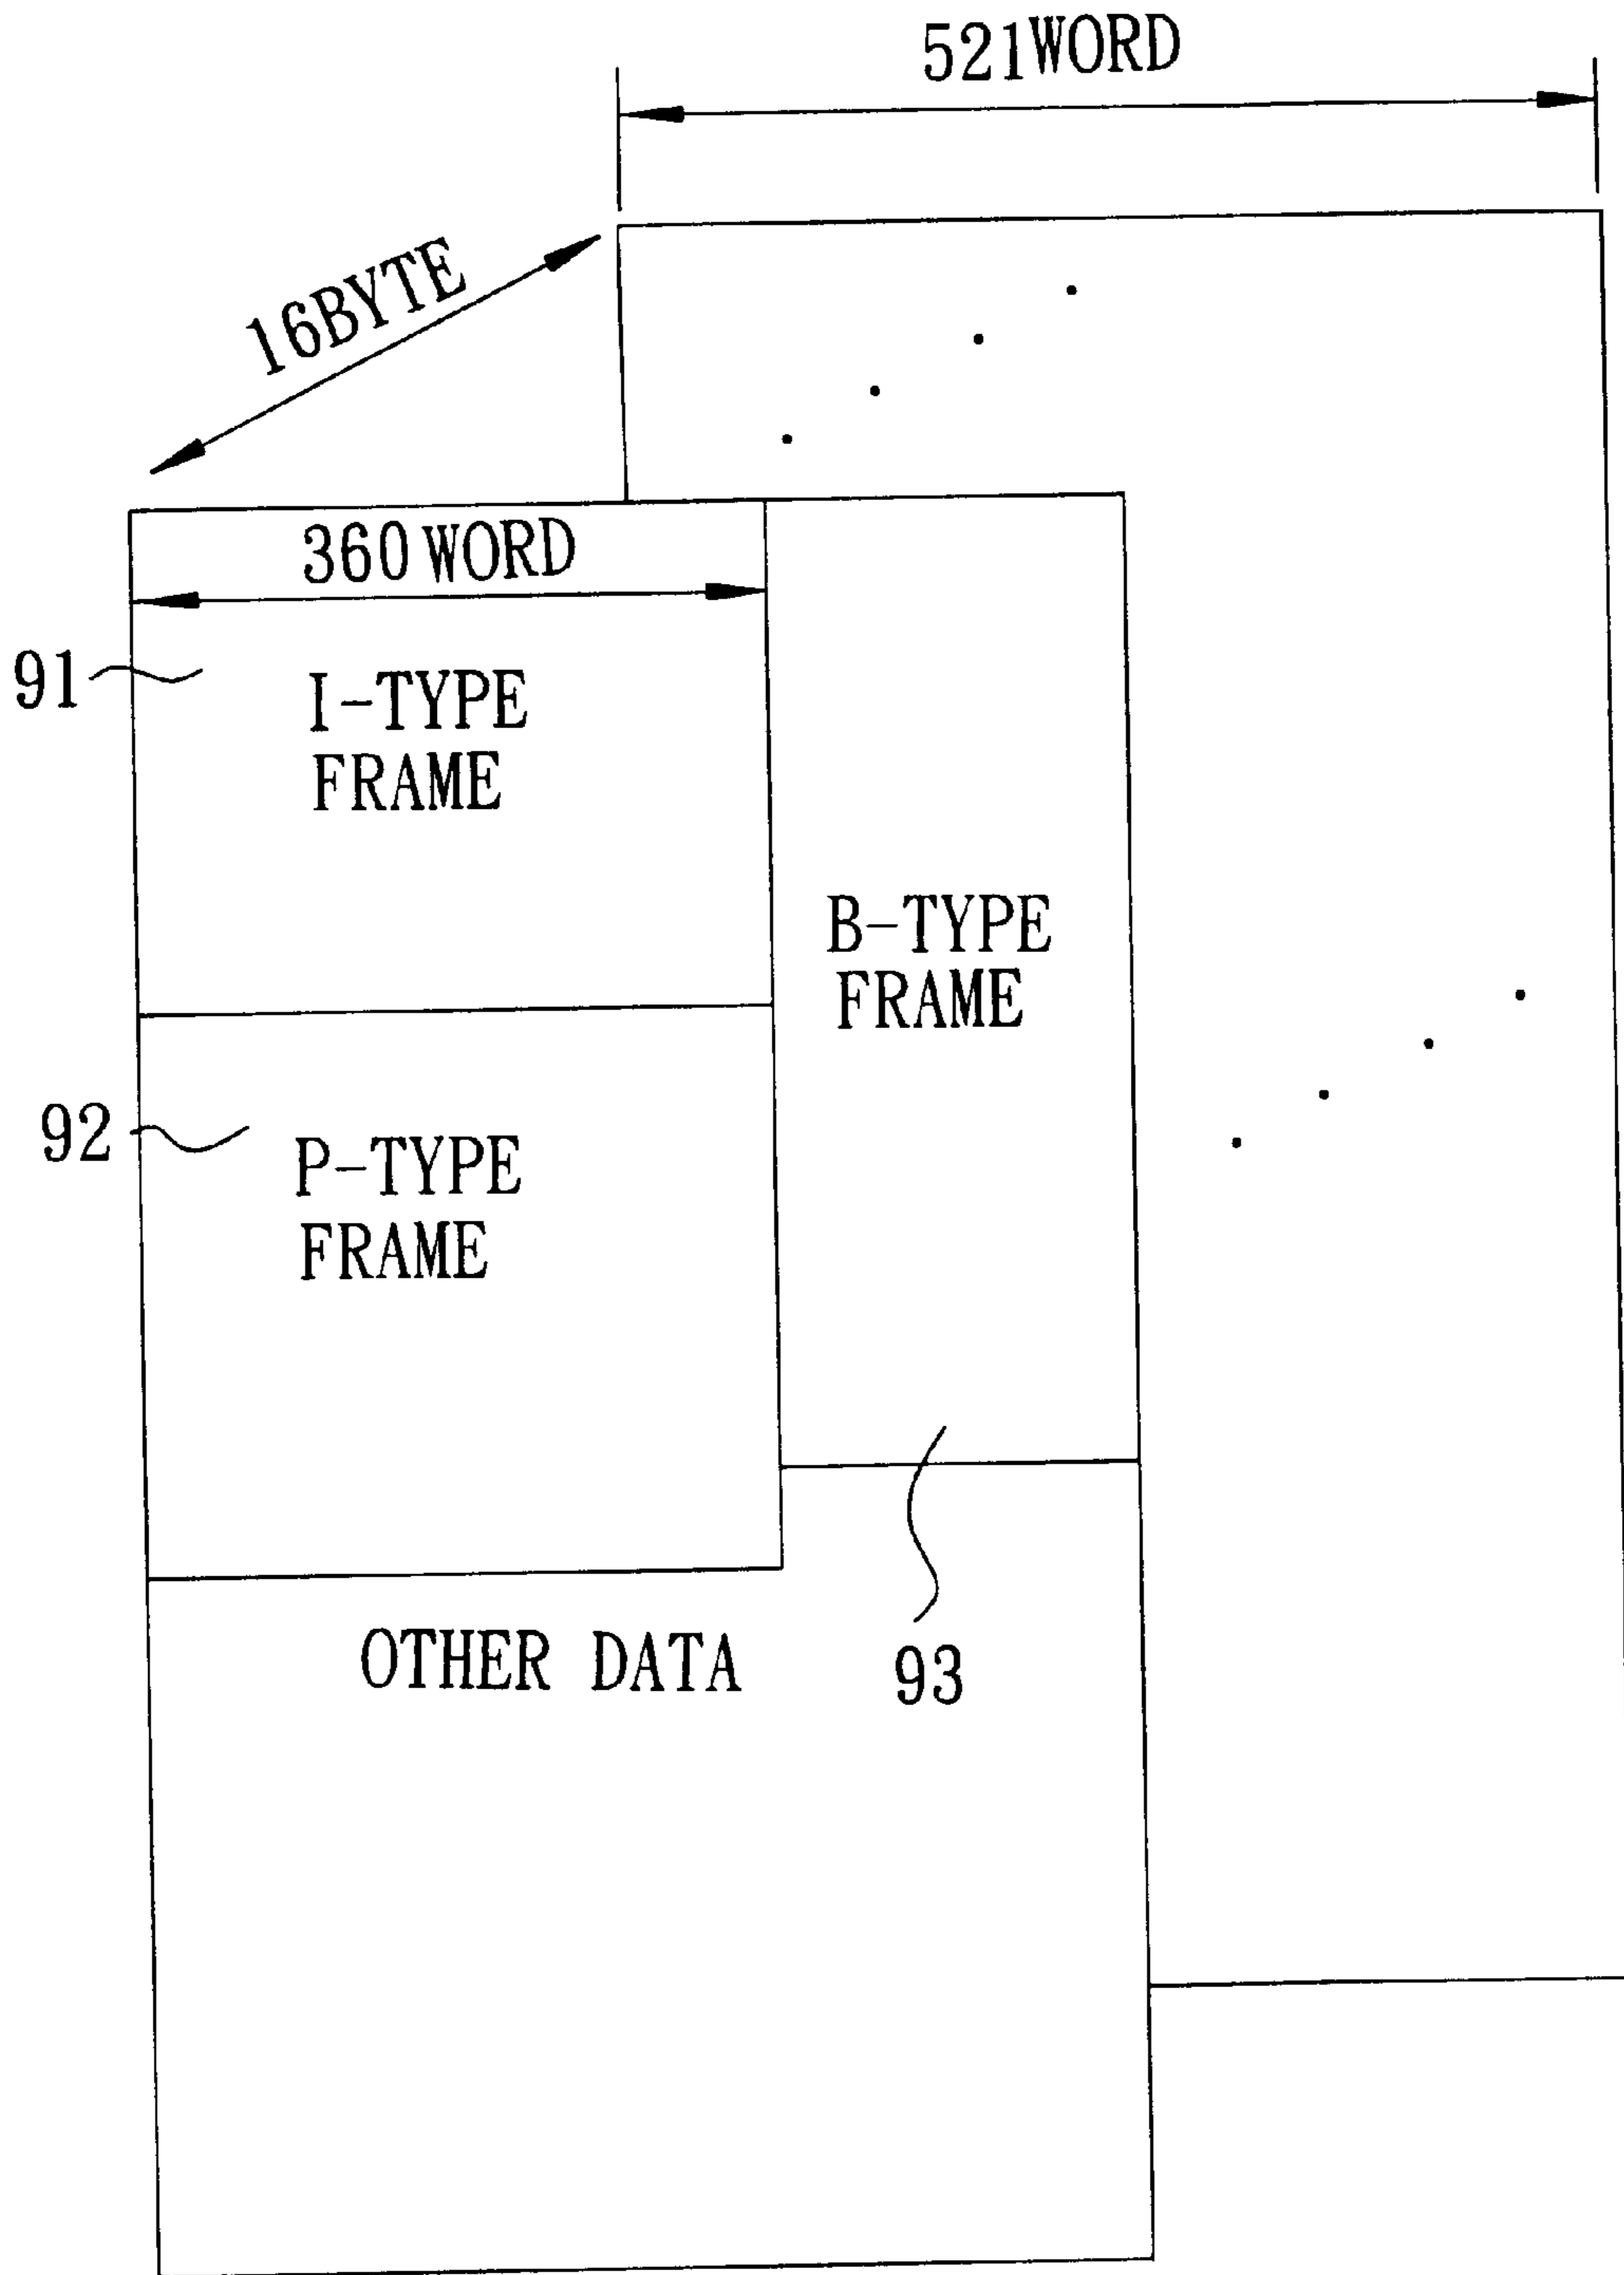 521WORD
16BYTE
360 WORD
91
I-TYPE
FRAME
B-TYPE
FRAME
92
P-TYPE
FRAME
OTHER DATA
93